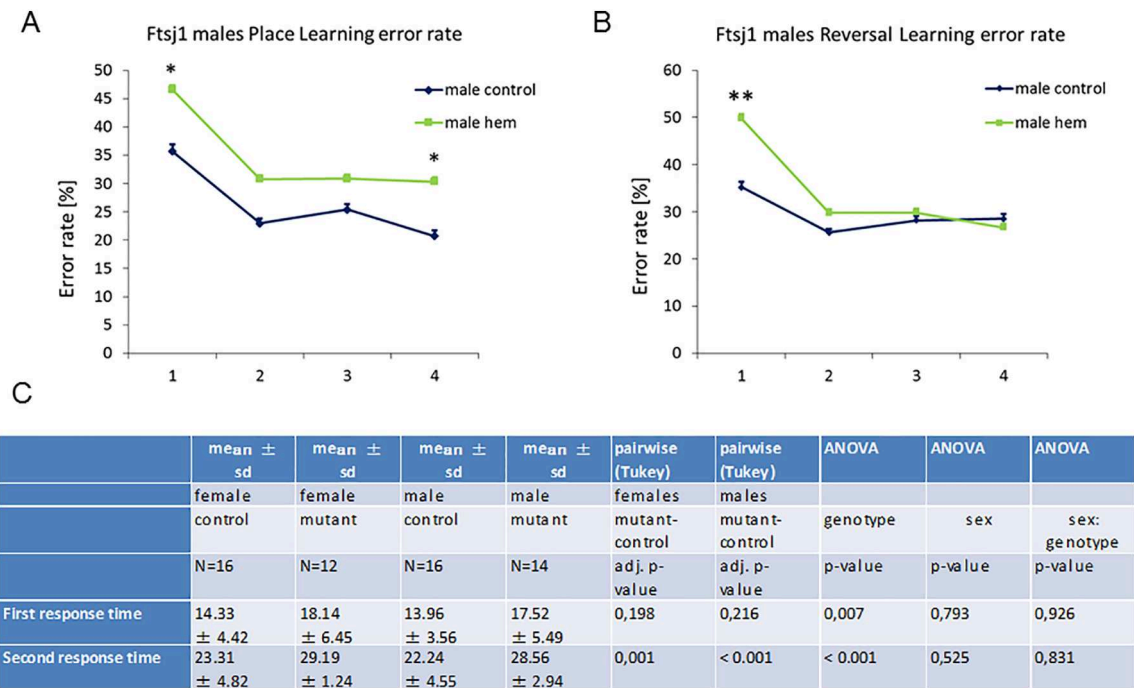 A
Ftsj1 males Place Learning error rate
50
45
40
35
30
25
20
15
10
5
0
Error rate [%]
*
*
male control
male hem
1 2 3 4
B
Ftsj1 males Reversal Learning error rate
60
50
40
30
20
10
0
Error rate [%]
**
male control
male hem
1 2 3 4
C
mean ± sd mean ± sd mean ± sd mean ± sd pairwise (Tukey) pairwise (Tukey) ANOVA ANOVA ANOVA
female female male male females males
control mutant control mutant mutant-control mutant-control genotype sex sex: genotype
N=16 N=12 N=16 N=14 adj. p-value adj. p-value p-value p-value p-value
First response time 14.33 ± 4.42 18.14 ± 6.45 13.96 ± 3.56 17.52 ± 5.49 0,198 0,216 0,007 0,793 0,926
Second response time 23.31 ± 4.82 29.19 ± 1.24 22.24 ± 4.55 28.56 ± 2.94 0,001 < 0.001 < 0.001 0,525 0,831